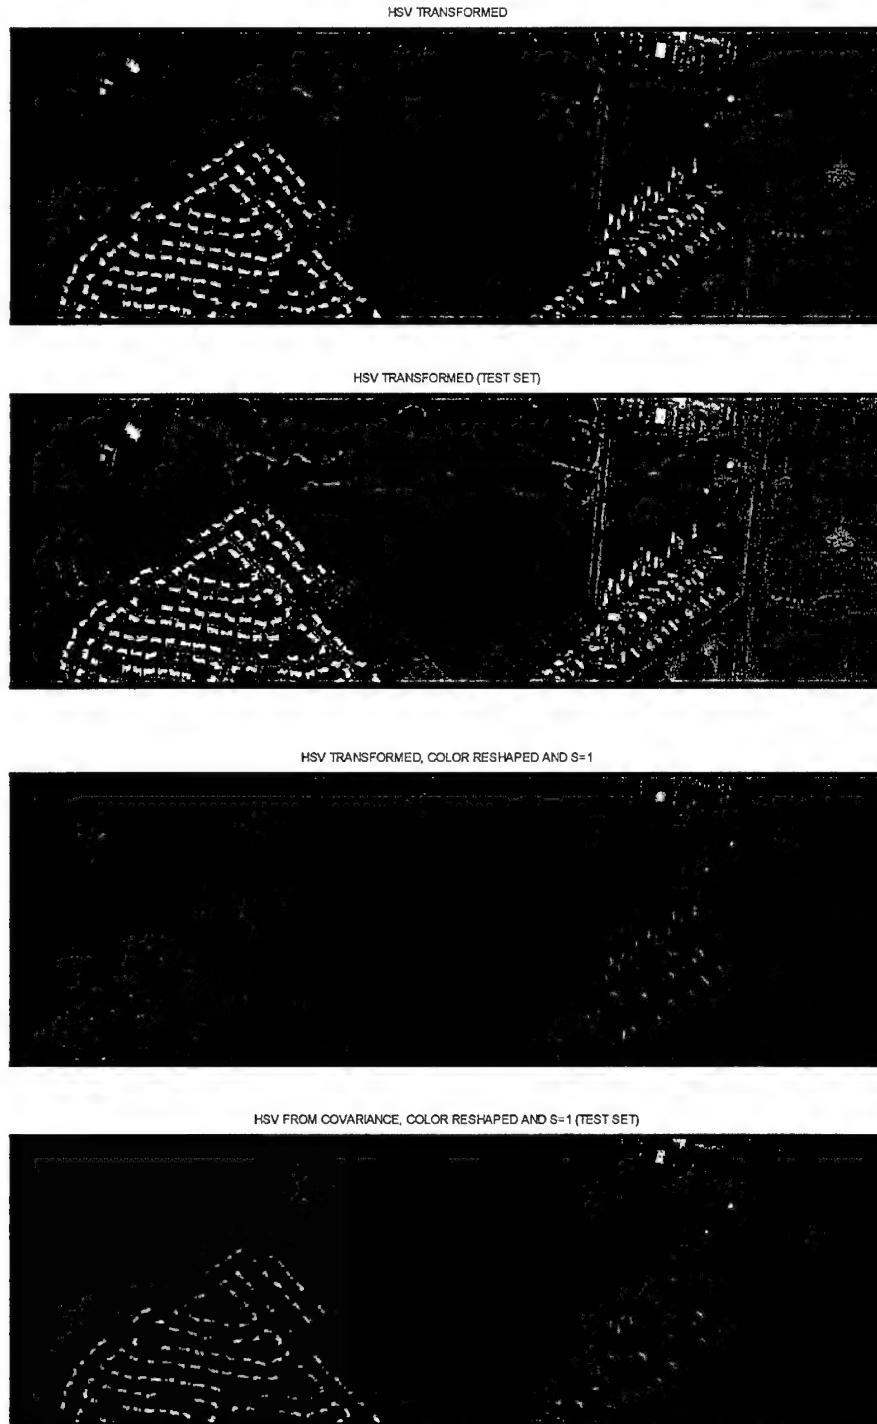 HSV TRANSFORMED
HSV TRANSFORMED (TEST SET)
HSV TRANSFORMED, COLOR RESHAPED AND S=1
HSV FROM COVARIANCE, COLOR RESHAPED AND S=1 (TEST SET)